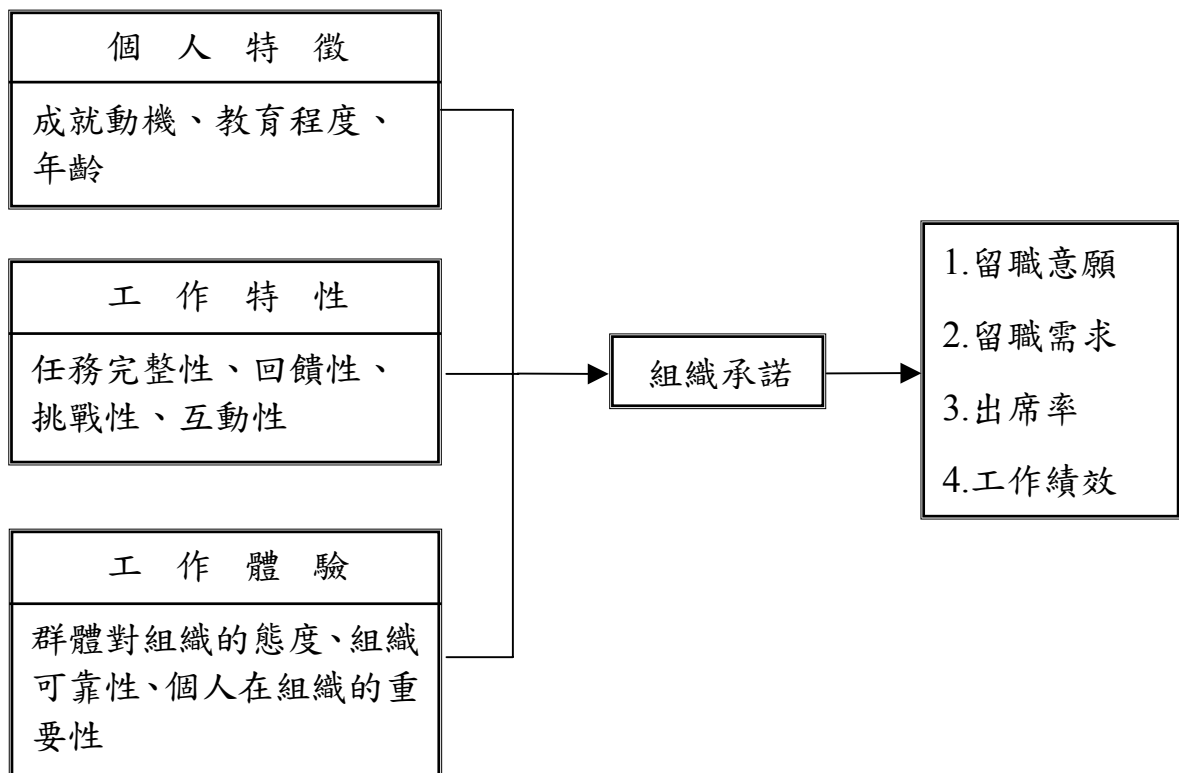 個人特徵
成就動機、教育程度、
年齡
工作特性
任務完整性、回饋性、
挑戰性、互動性
工作體驗
群體對組織的態度、組織
可靠性、個人在組織的重
要性
組織承諾
1.留職意願
2.留職需求
3.出席率
4.工作績效